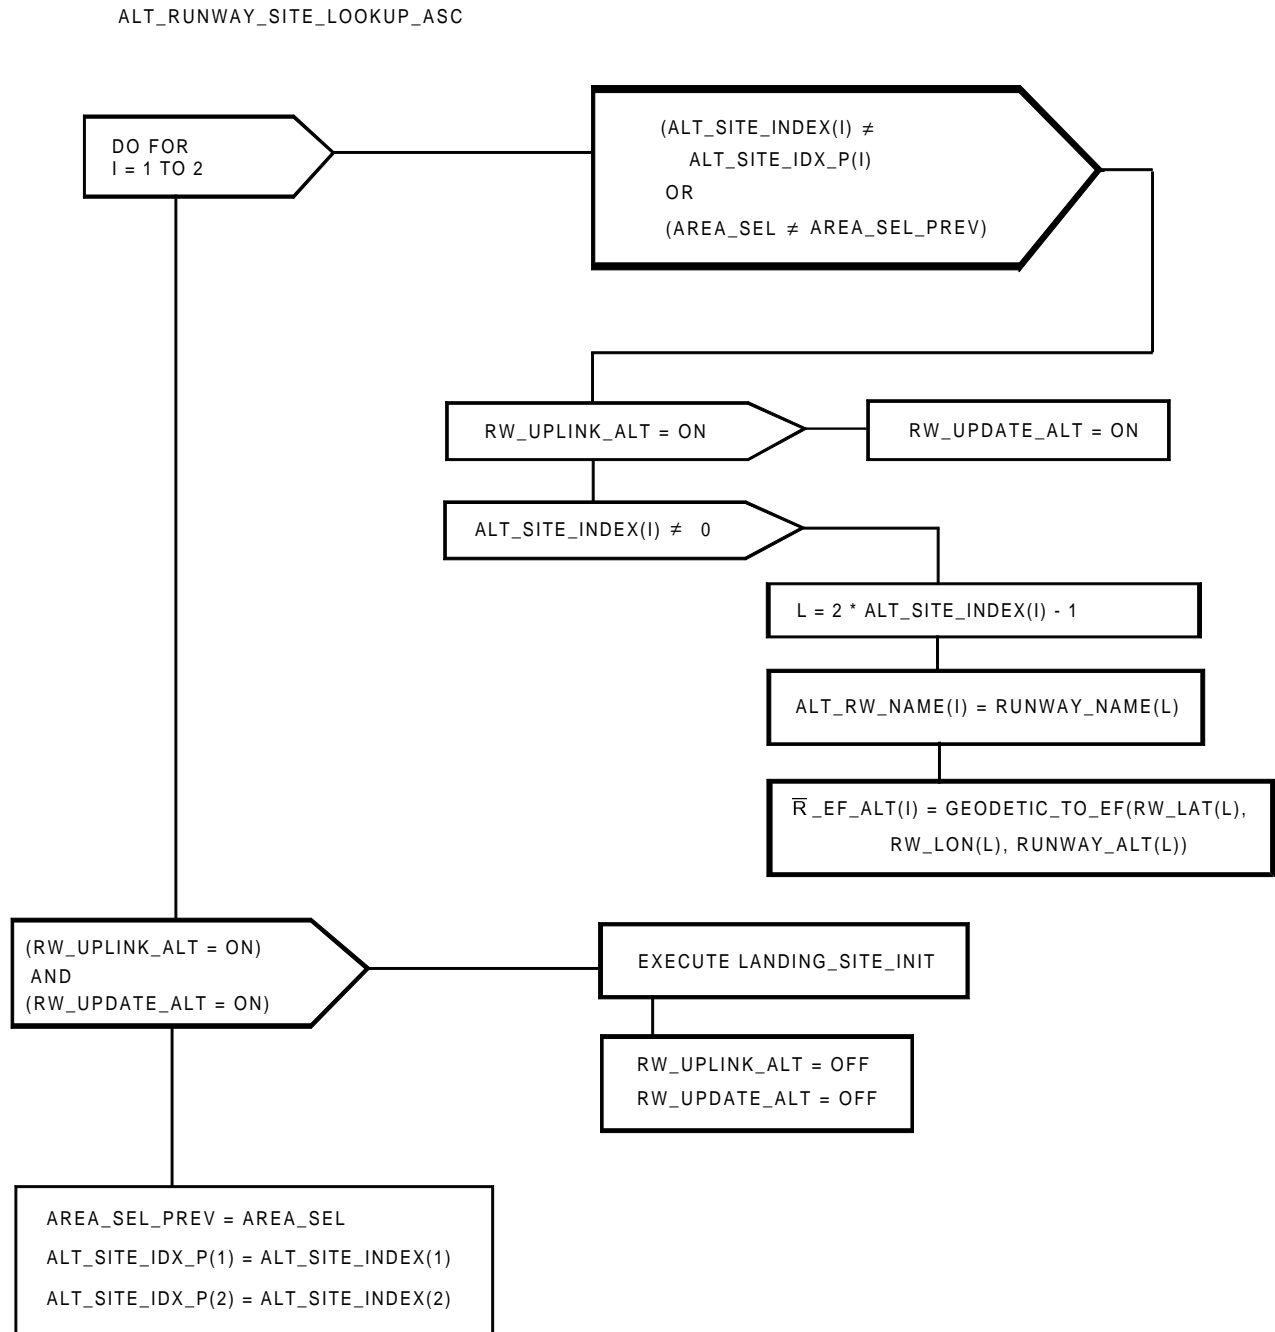 ALT_RUNWAY_SITE_LOOKUP_ASC
DO FOR
I = 1 TO 2
(ALT_SITE_INDEX(I) ≠
ALT_SITE_IDX_P(I)
OR
(AREA_SEL ≠ AREA_SEL_PREV)
RW_UPLINK_ALT = ON
RW_UPDATE_ALT = ON
ALT_SITE_INDEX(I) ≠ 0
L = 2 * ALT_SITE_INDEX(I) - 1
ALT_RW_NAME(I) = RUNWAY_NAME(L)
R̅_EF_ALT(I) = GEODETIC_TO_EF(RW_LAT(L),
RW_LON(L), RUNWAY_ALT(L))
(RW_UPLINK_ALT = ON)
AND
(RW_UPDATE_ALT = ON)
EXECUTE LANDING_SITE_INIT
RW_UPLINK_ALT = OFF
RW_UPDATE_ALT = OFF
AREA_SEL_PREV = AREA_SEL
ALT_SITE_IDX_P(1) = ALT_SITE_INDEX(1)
ALT_SITE_IDX_P(2) = ALT_SITE_INDEX(2)